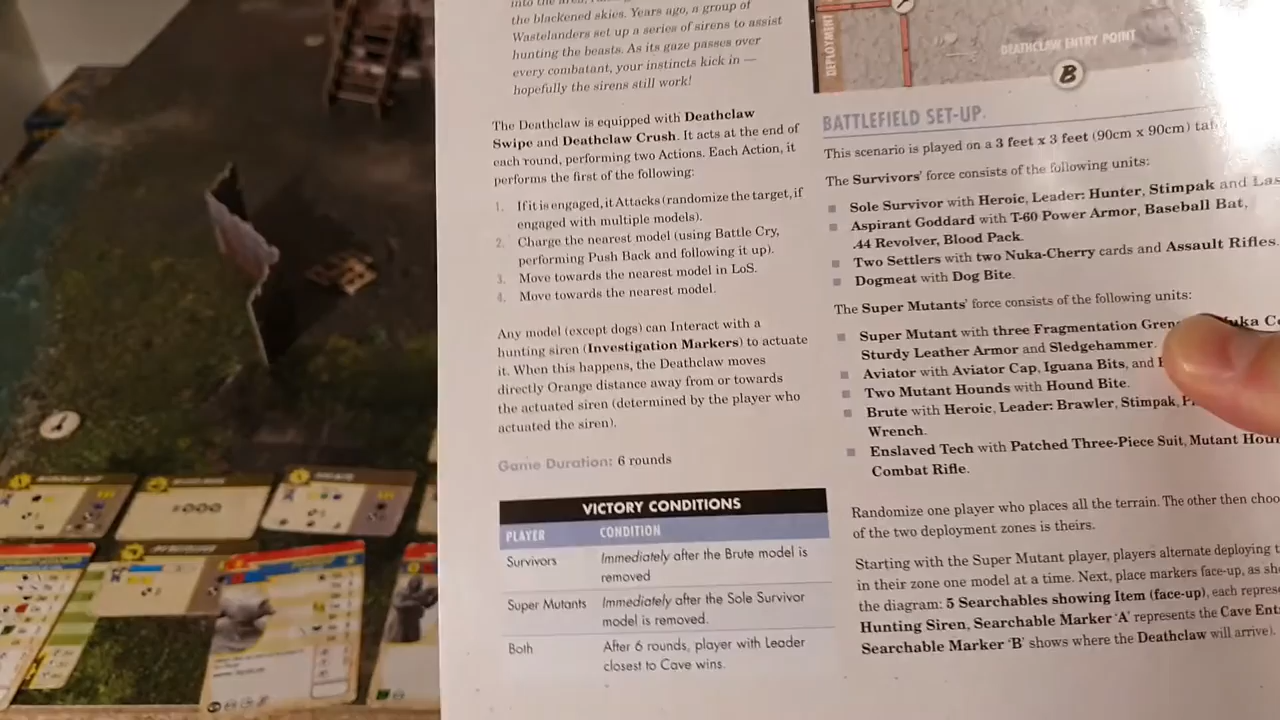 the blackened skies. Years ago, a group of
Wastelanders set up a series of sirens to assist
hunting the beasts. As its gaze passes over
every combatant, your instincts kick in —
hopefully the sirens still work!
The Deathclaw is equipped with Deathclaw
Swipe and Deathclaw Crush. It acts at the end of
each round, performing two Actions. Each Action, it
performs the first of the following:
1. If it is engaged, it Attacks (randomize the target, if
engaged with multiple models).
2. Charge the nearest model (using Battle Cry,
performing Push Back and following it up).
3. Move towards the nearest model in LoS.
4. Move towards the nearest model.
Any model (except dogs) can Interact with a
hunting siren (Investigation Markers) to actuate
it. When this happens, the Deathclaw moves
directly Orange distance away from or towards
the actuated siren (determined by the player who
actuated the siren).
Game Duration: 6 rounds
VICTORY CONDITIONS
PLAYER CONDITION
Survivors Immediately after the Brute model is
removed
Super Mutants Immediately after the Sole Survivor
model is removed.
Both After 6 rounds, player with Leader
closest to Cave wins.
DEPLOYMENT
DEATHCLAW ENTRY POINT
B
BATTLEFIELD SET-UP.
This scenario is played on a 3 feet x 3 feet (90cm x 90cm)
The Survivors' force consists of the following units:
Sole Survivor with Heroic, Leader: Hunter, Stimpak and
Aspirant Goddard with T-60 Power Armor, Baseball Bat,
.44 Revolver, Blood Pack.
Two Settlers with two Nuka-Cherry cards and Assault Rifles.
Dogmeat with Dog Bite.
The Super Mutants' force consists of the following units:
Super Mutant with three Fragmentation
Sturdy Leather Armor and Sledgehammer.
Aviator with Aviator Cap, Iguana Bits, and
Two Mutant Hounds with Hound Bite.
Brute with Heroic, Leader: Brawler, Stimpak,
Wrench.
Enslaved Tech with Patched Three-Piece Suit, Mutant
Combat Rifle.
Randomize one player who places all the terrain. The other then
of the two deployment zones is theirs.
Starting with the Super Mutant player, players alternate deploying
in their zone one model at a time. Next, place markers face-up, as
the diagram: 5 Searchables showing Item (face-up), each
Hunting Siren, Searchable Marker 'A' represents the Cave
Searchable Marker 'B' shows where the Deathclaw will arrive).